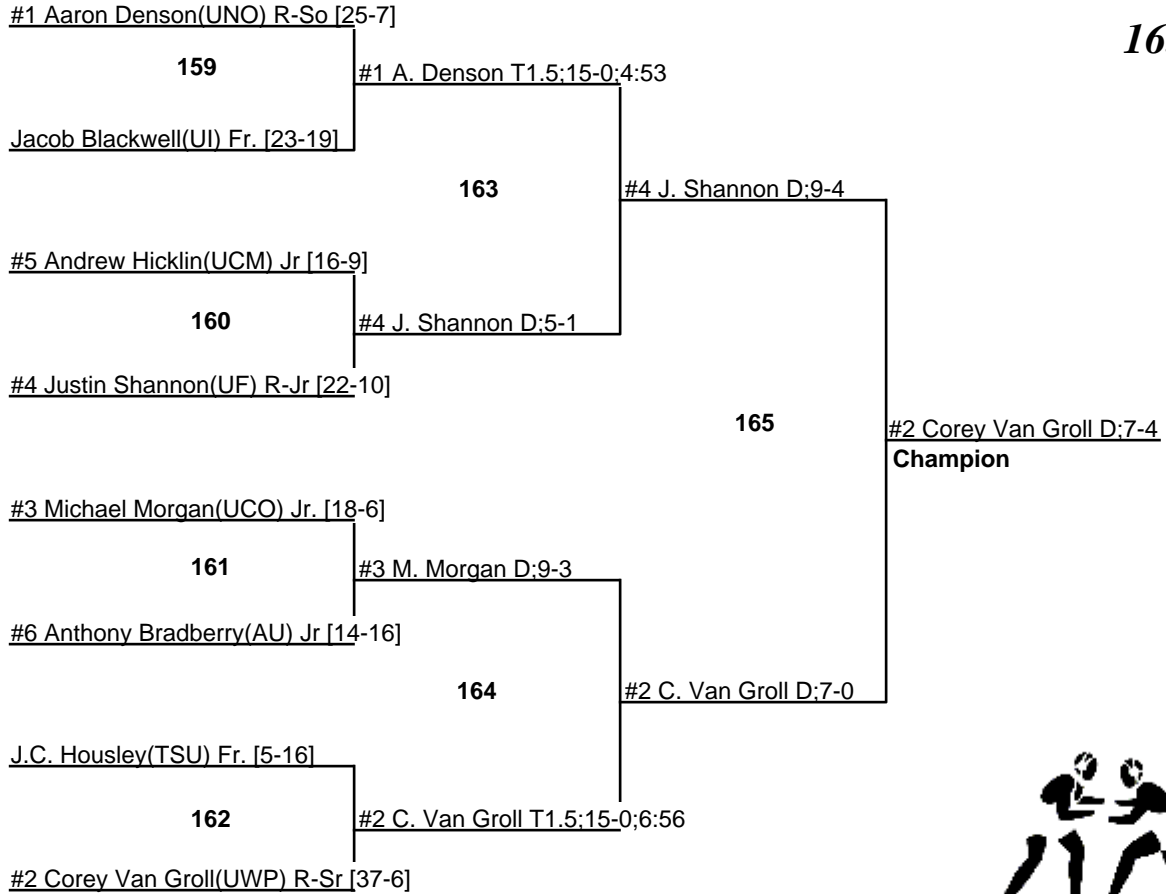 #1 Aaron Denson(UNO) R-So [25-7]
16
159
#1 A. Denson T1.5;15-0;4:53
Jacob Blackwell(UI) Fr. [23-19]
163
#4 J. Shannon D;9-4
#5 Andrew Hicklin(UCM) Jr [16-9]
160
#4 J. Shannon D;5-1
#4 Justin Shannon(UF) R-Jr [22-10]
165
#2 Corey Van Groll D;7-4
Champion
#3 Michael Morgan(UCO) Jr. [18-6]
161
#3 M. Morgan D;9-3
#6 Anthony Bradberry(AU) Jr [14-16]
164
#2 C. Van Groll D;7-0
J.C. Housley(TSU) Fr. [5-16]
162
#2 C. Van Groll T1.5;15-0;6:56
#2 Corey Van Groll(UWP) R-Sr [37-6]